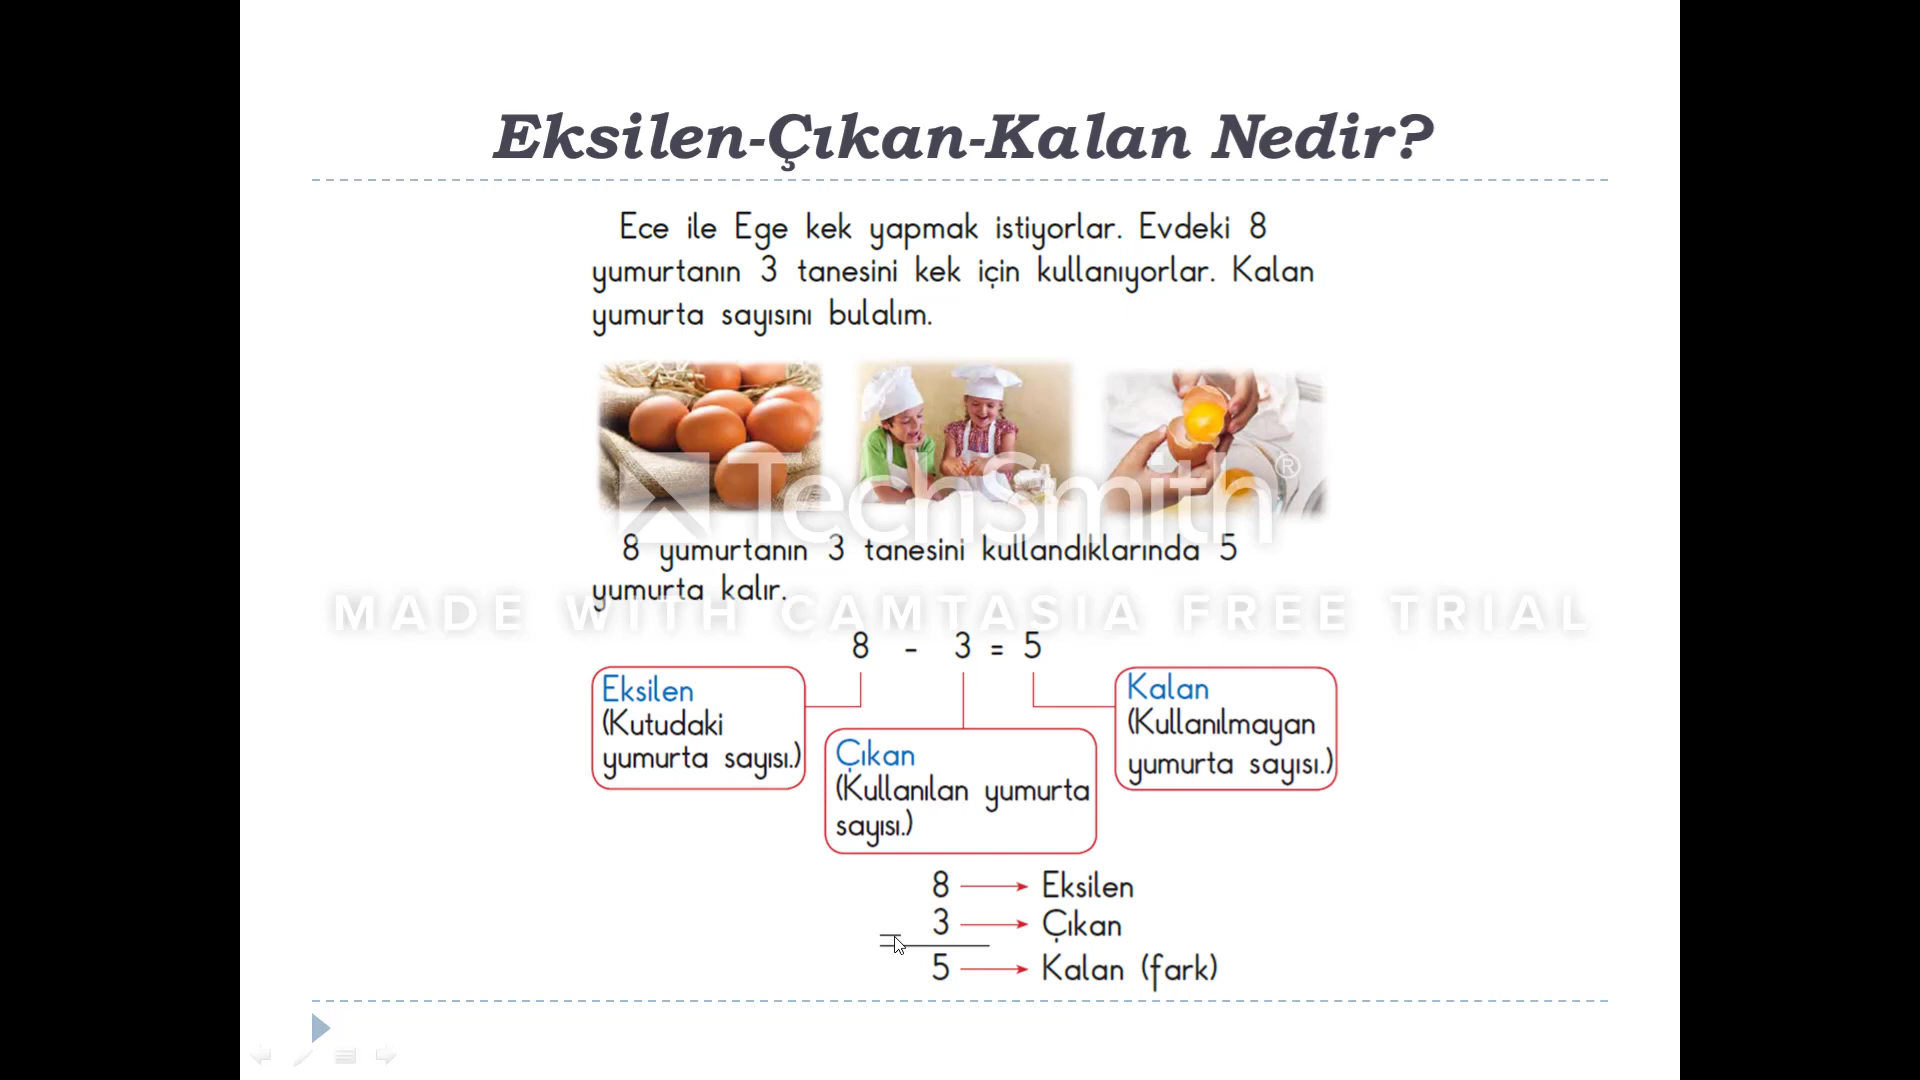 Eksilen-Çıkan-Kalan Nedir?
Ece ile Ege kek yapmak istiyorlar. Evdeki 8
yumurtanın 3 tanesini kek için kullanıyorlar. Kalan
yumurta sayısını bulalım.
TechSmith®
8 yumurtanın 3 tanesini kullandıklarında 5
yumurta kalır.
MADE WITH CAMTASIA FREE TRIAL
8 - 3 = 5
Eksilen
(Kutudaki
yumurta sayısı.)
Çıkan
(Kullanılan yumurta
sayısı.)
Kalan
(Kullanılmayan
yumurta sayısı.)
8 → Eksilen
3 → Çıkan
5 → Kalan (fark)